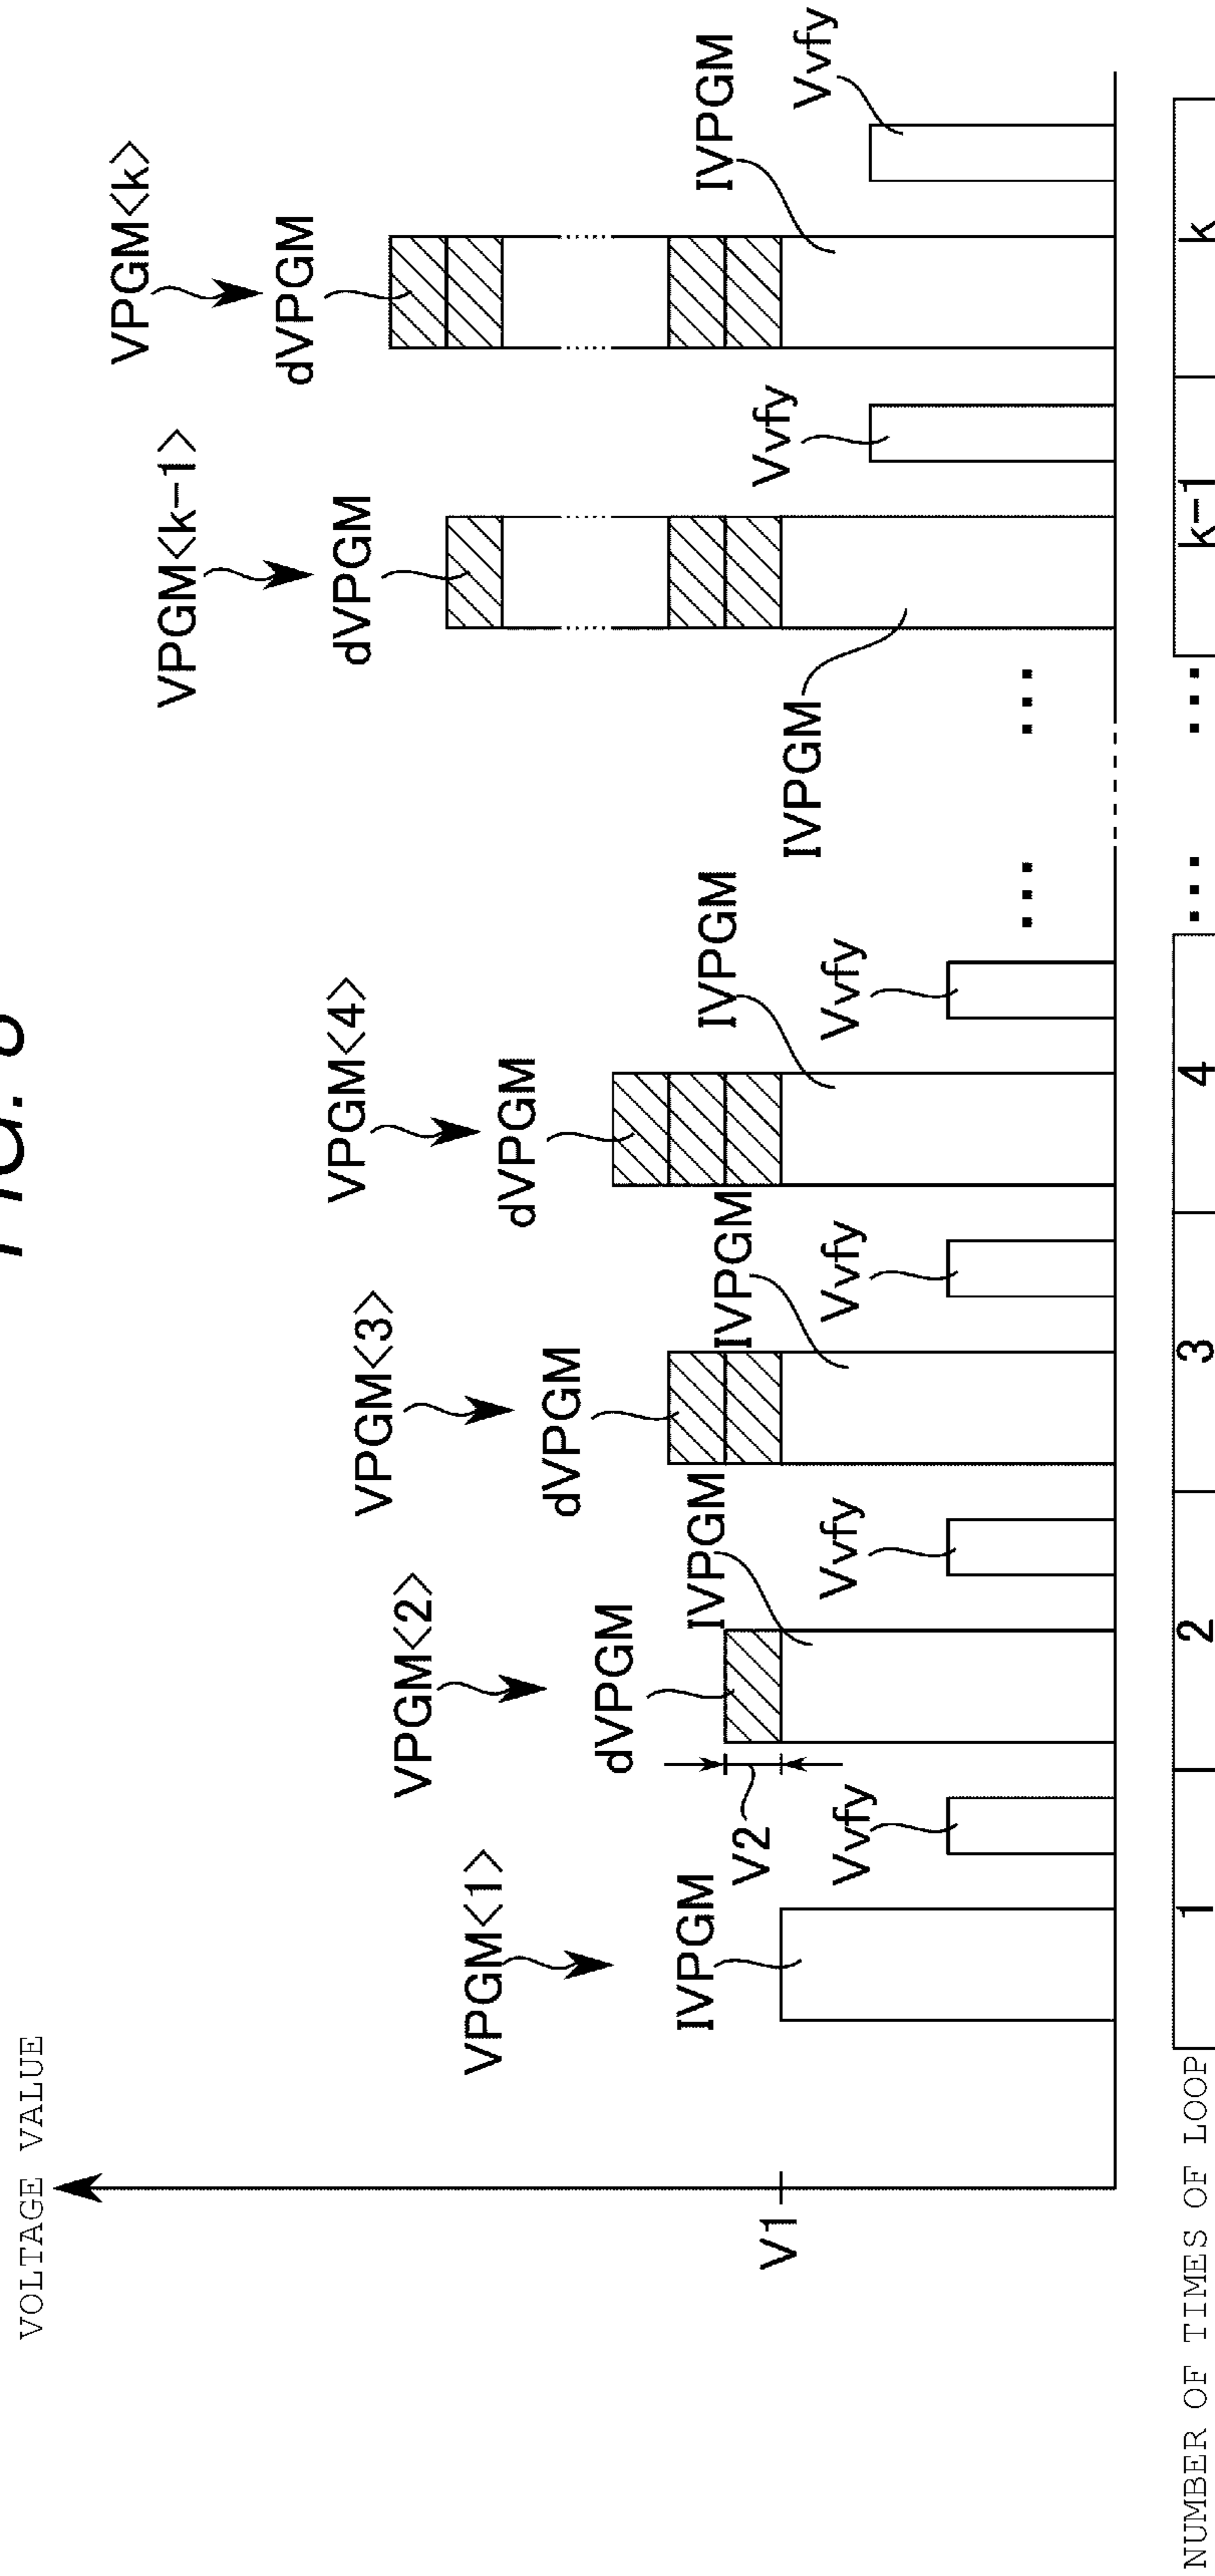 FIG.
VOLTAGE VALUE
VPGM<k>
VPGM<k-1>
dVPGM
VPGM<4>
dVPGM
VPGM<3>
VPGM<2>
VPGM<1>
dVPGM
dVPGM
dVPGM
IVPGM
IVPGM
IVPGM
IVPGM
IVPGM
V2
Vvfy
V1
IVPGM
Vvfy
Vvfy
Vvfy
Vvfy
Vvfy
...
...
NUMBER OF TIMES OF LOOP 1 2 3 4 ... ... k-1 k